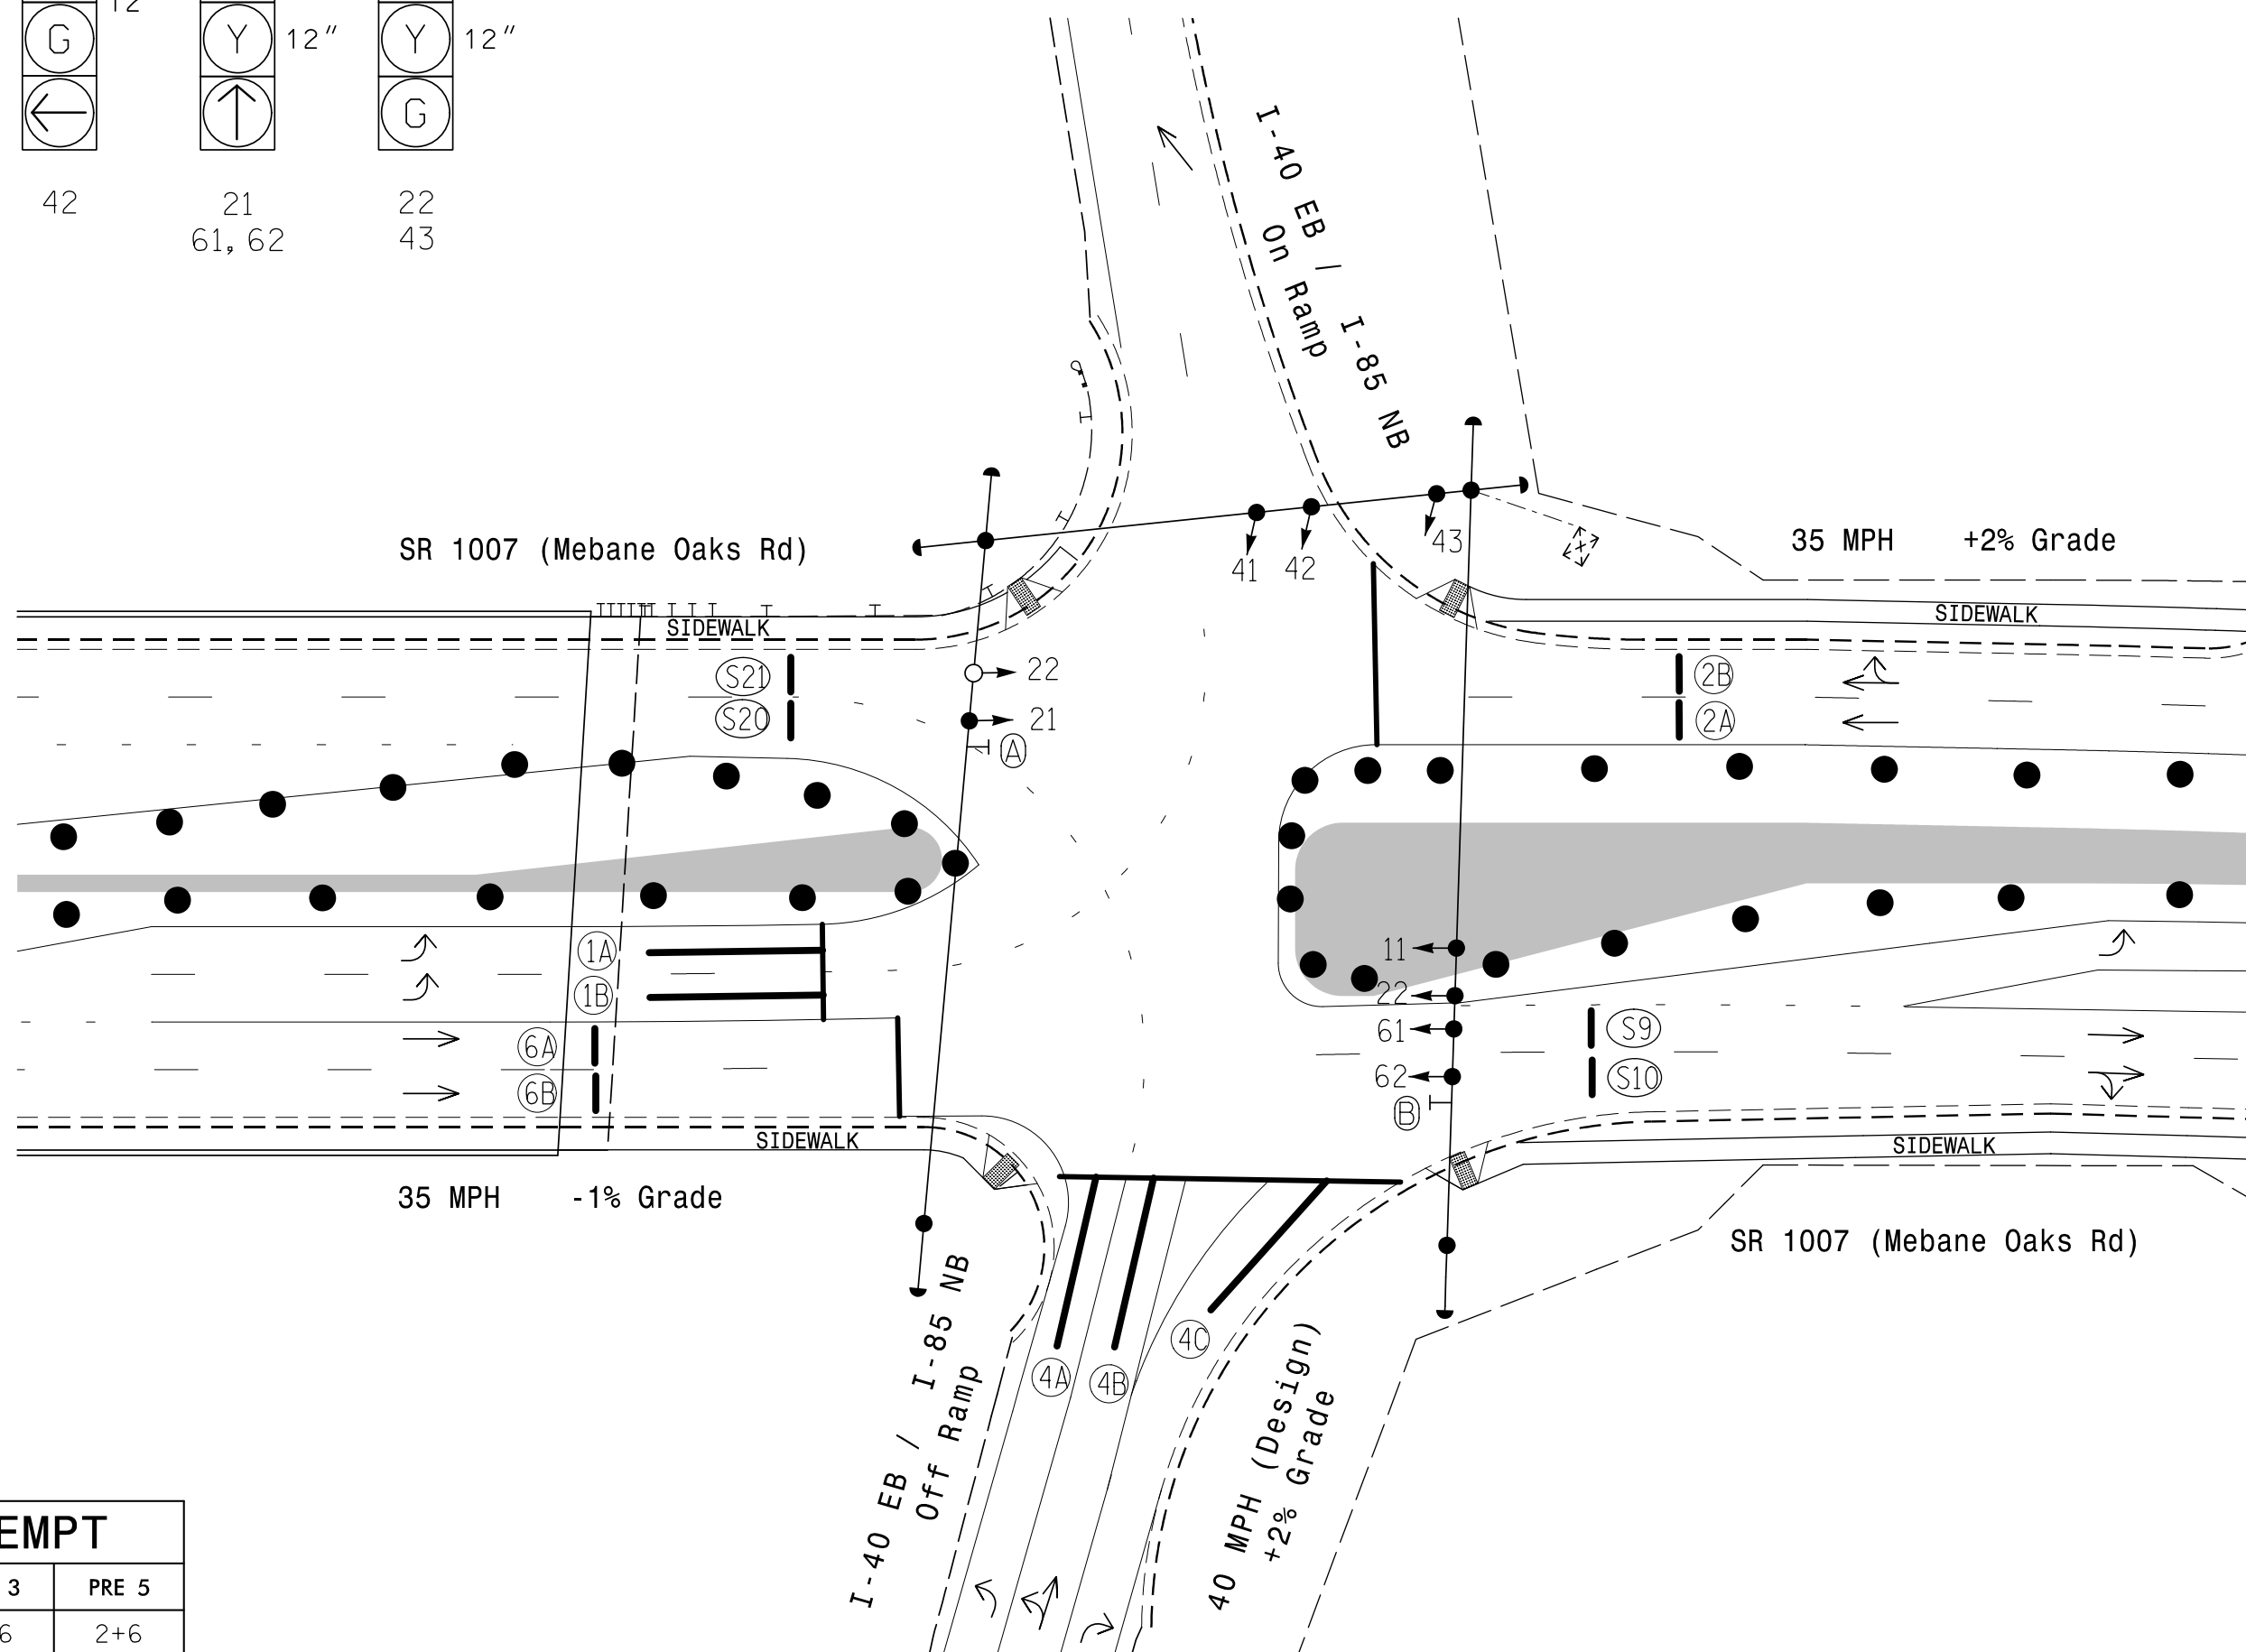 G
Y
12"
Y
12"
G
42
21
61, 62
22
43
I-40 EB / I-85 NB
On Ramp
SR 1007 (Mebane Oaks Rd)
35 MPH +2% Grade
41
42
43
SIDEWALK
SIDEWALK
S21
S20
22
21
A
2B
2A
1A
1B
6A
6B
11
22
61
62
B
S9
S10
SIDEWALK
SIDEWALK
35 MPH -1% Grade
SR 1007 (Mebane Oaks Rd)
4A
4B
4C
I-40 EB / I-85 NB
Off Ramp
40 MPH (Design)
+2% Grade
EMPT
3
PRE 5
6
2+6